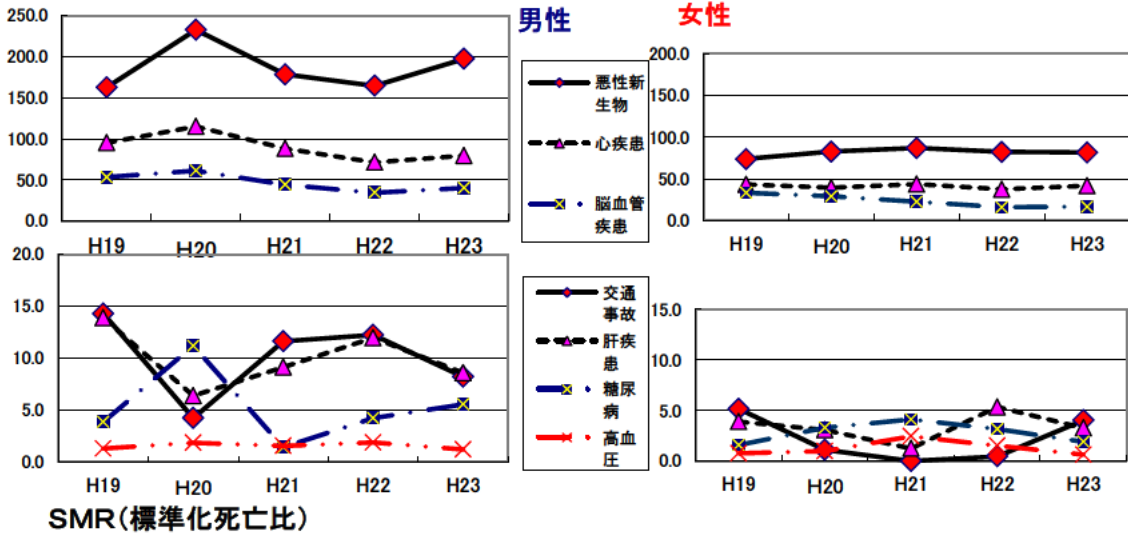 男性
女性
250.0
200.0
150.0
100.0
50.0
0.0
H19
H20
H21
H22
H23
悪性新
生物
心疾患
脳血管
疾患
200.0
150.0
100.0
50.0
0.0
H19
H20
H21
H22
H23
20.0
15.0
10.0
5.0
0.0
H19
H20
H21
H22
H23
交通
事故
肝疾
患
糖尿
病
高血
圧
15.0
10.0
5.0
0.0
H19
H20
H21
H22
H23
SMR(標準化死亡比)